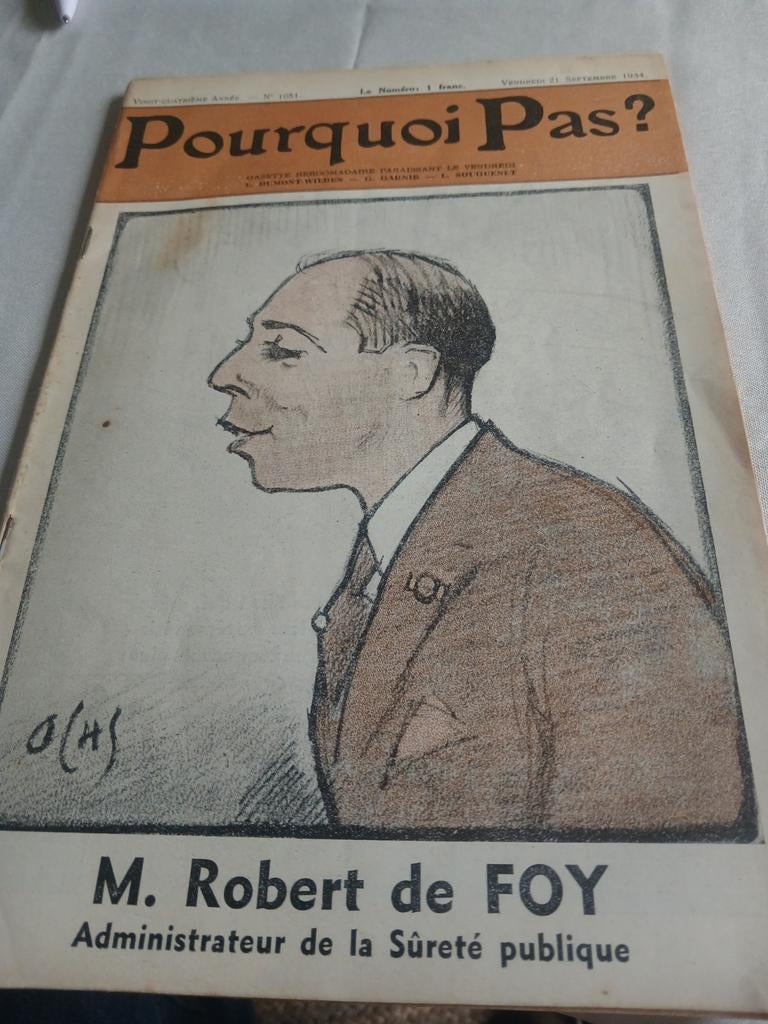 VINGT-QUATRIÈME ANNÉE. — N° 1051. Le Numéro: 1 franc. VENDREDI 21 SEPTEMBRE 1934.
Pourquoi Pas?
GAZETTE HEBDOMADAIRE PARAISSANT LE VENDREDI
L. DUMONT-WILDEN — G. GARNIR — L. SOUGUENET
OCHS
M. Robert de FOY
Administrateur de la Sûreté publique